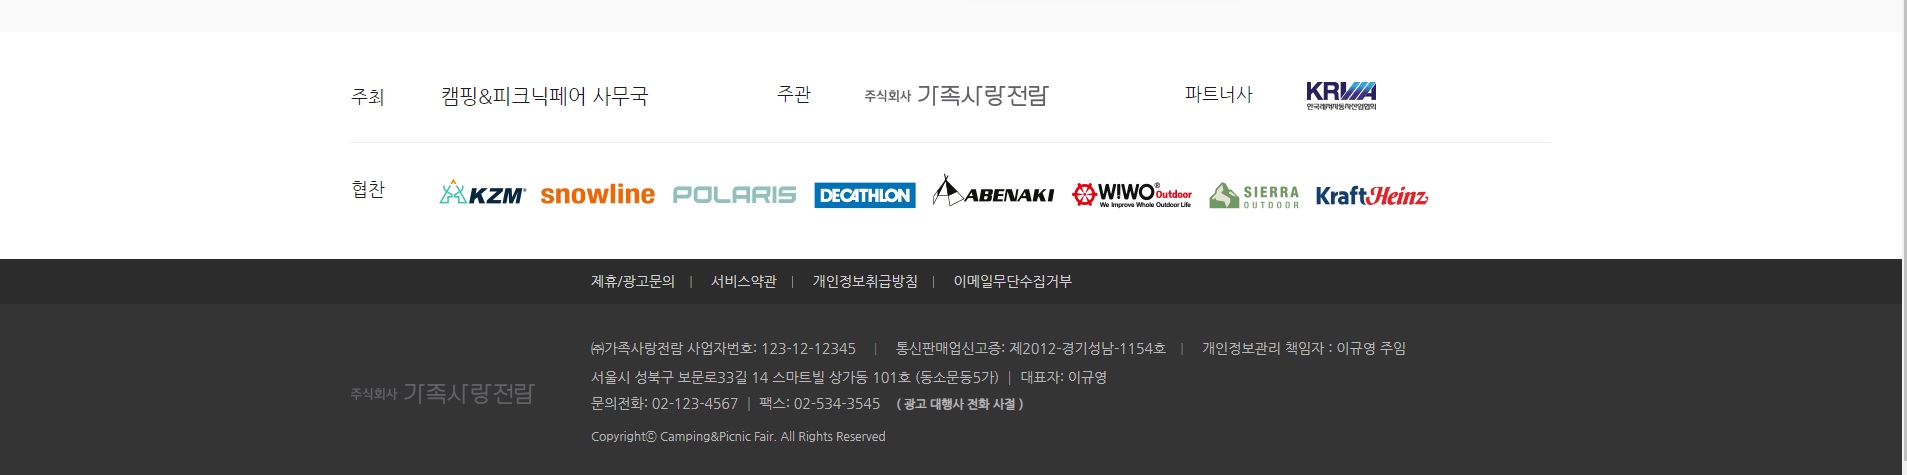 주최 캠핑&피크닉페어 사무국 주관 주식회사 가족사랑전람 파트너사 KRVA 한국레저자동차산업협회
협찬 KZM snowline POLARIS DECATHLON ABENAKI WIWO® Outdoor We Improve Whole Outdoor Life SIERRA OUTDOOR Kraft Heinz
제휴/광고문의 | 서비스약관 | 개인정보취급방침 | 이메일무단수집거부
㈜가족사랑전람 사업자번호: 123-12-12345 | 통신판매업신고증: 제2012-경기성남-1154호 | 개인정보관리 책임자 : 이규영 주임
서울시 성북구 보문로33길 14 스마트빌 상가동 101호 (동소문동5가) | 대표자: 이규영
주식회사 가족사랑전람
문의전화: 02-123-4567 | 팩스: 02-534-3545 ( 광고 대행사 전화 사절 )
Copyrightⓒ Camping&Picnic Fair. All Rights Reserved